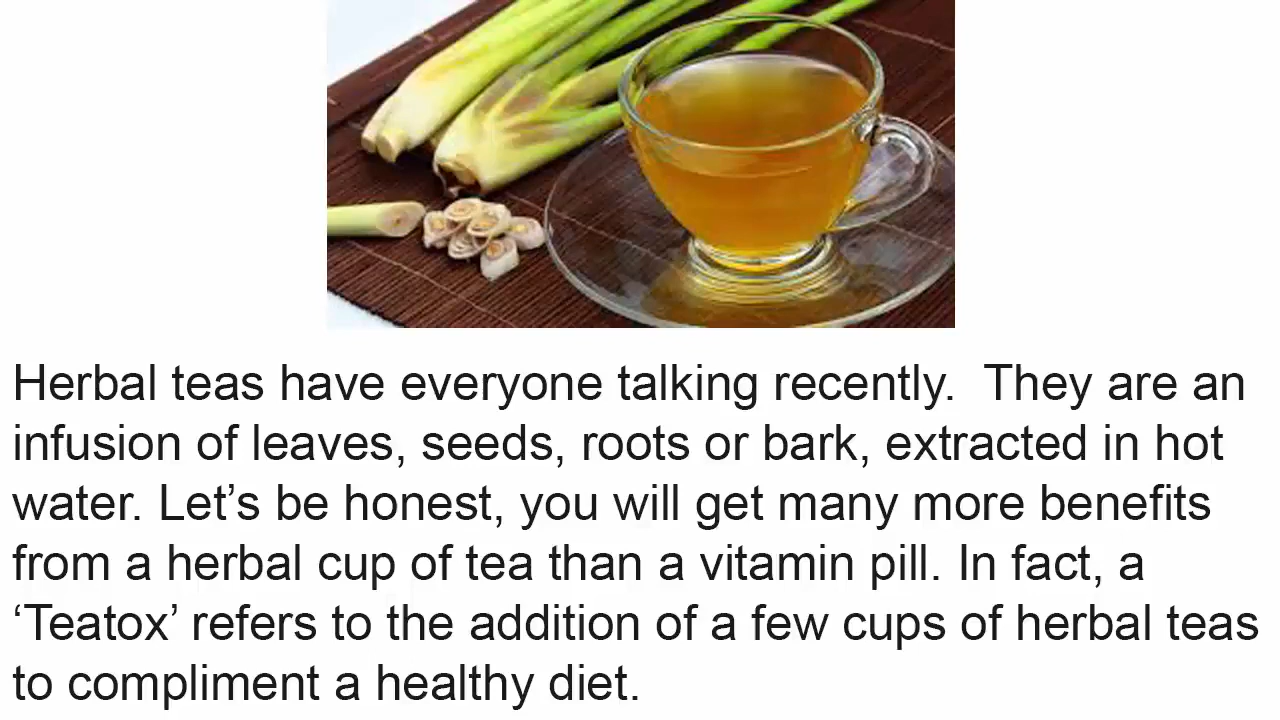 Herbal teas have everyone talking recently.  They are an
infusion of leaves, seeds, roots or bark, extracted in hot
water. Let’s be honest, you will get many more benefits
from a herbal cup of tea than a vitamin pill. In fact, a
‘Teatox’ refers to the addition of a few cups of herbal teas
to compliment a healthy diet.